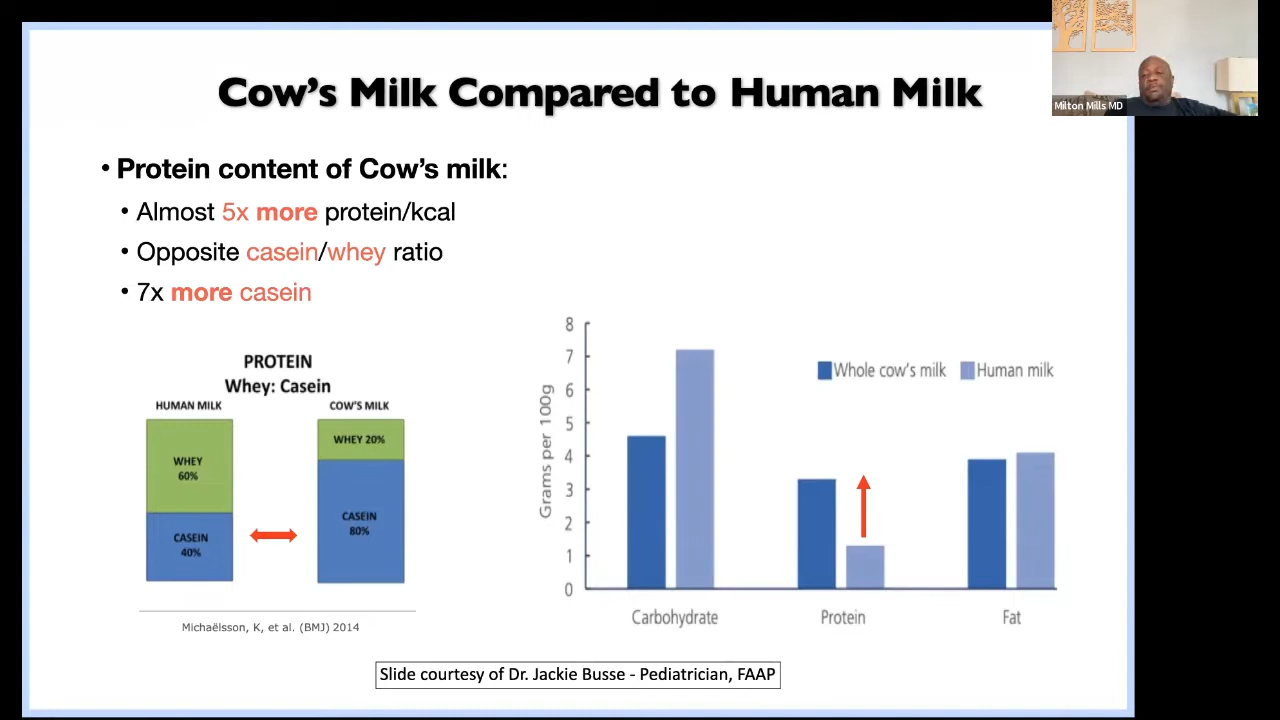 Cow's Milk Compared to Human Milk
Milton Mills MD
• Protein content of Cow's milk:
• Almost 5x more protein/kcal
• Opposite casein/whey ratio
• 7x more casein
PROTEIN
Whey: Casein
HUMAN MILK
COW'S MILK
WHEY
60%
CASEIN
40%
WHEY 20%
CASEIN
80%
Michaëlsson, K, et al. (BMJ) 2014
Grams per 100g
8
7
6
5
4
3
2
1
0
Whole cow's milk
Human milk
Carbohydrate
Protein
Fat
Slide courtesy of Dr. Jackie Busse - Pediatrician, FAAP